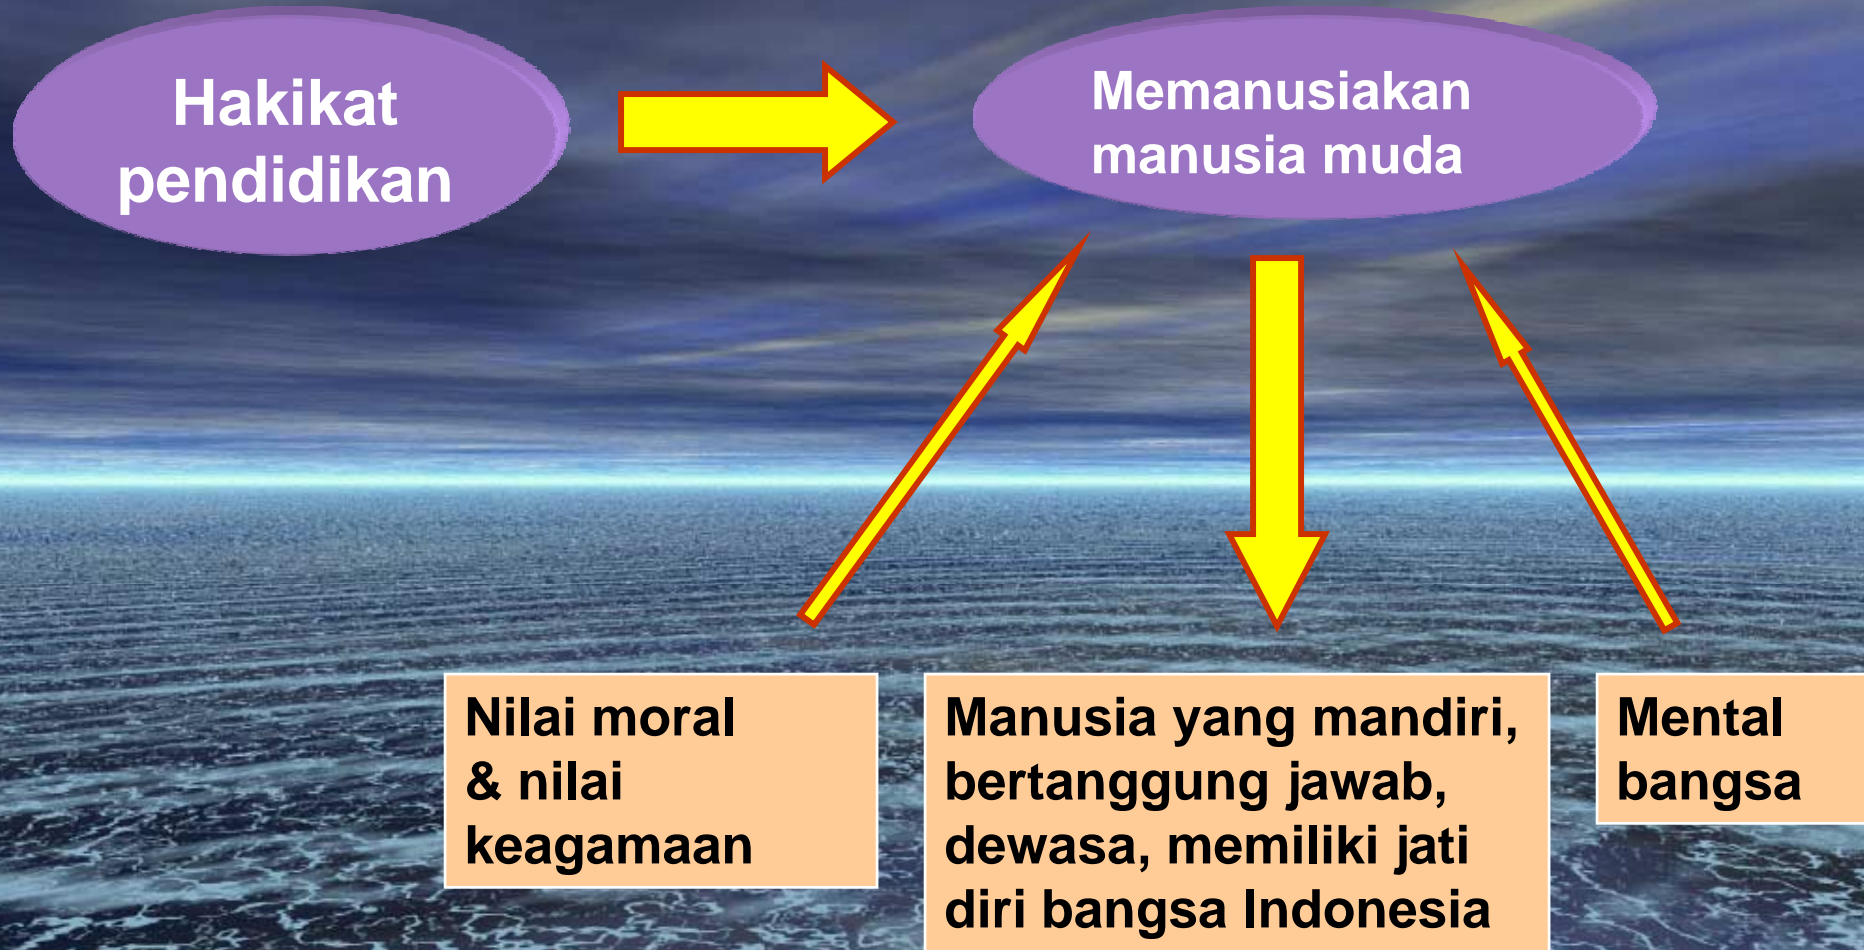 Hakikat
pendidikan
Memanusiakan
manusia muda
Nilai moral
& nilai
keagamaan
Manusia yang mandiri,
bertanggung jawab,
dewasa, memiliki jati
diri bangsa Indonesia
Mental
bangsa